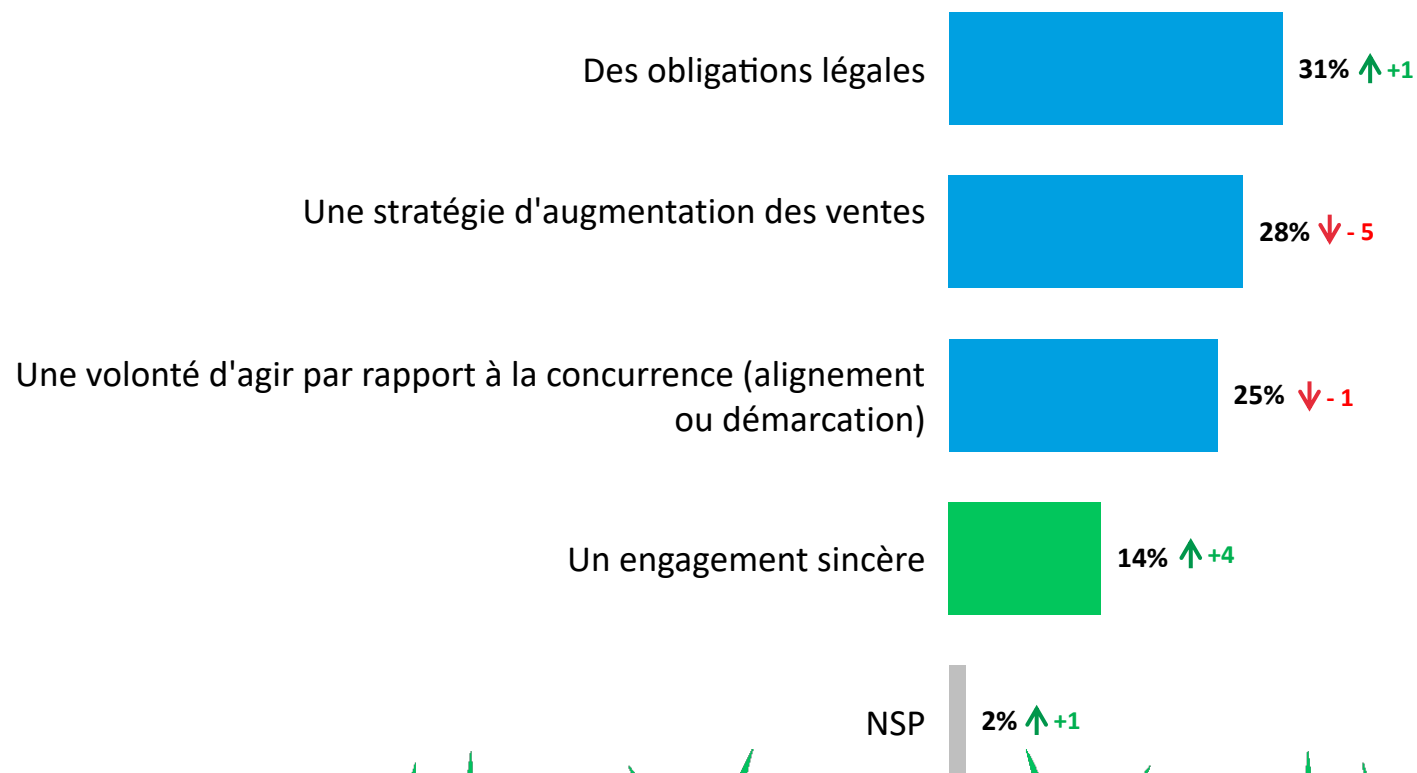 Des obligations légales
31% +1
Une stratégie d'augmentation des ventes
28% - 5
Une volonté d'agir par rapport à la concurrence (alignement
ou démarcation)
25% - 1
Un engagement sincère
14% +4
NSP
2% +1